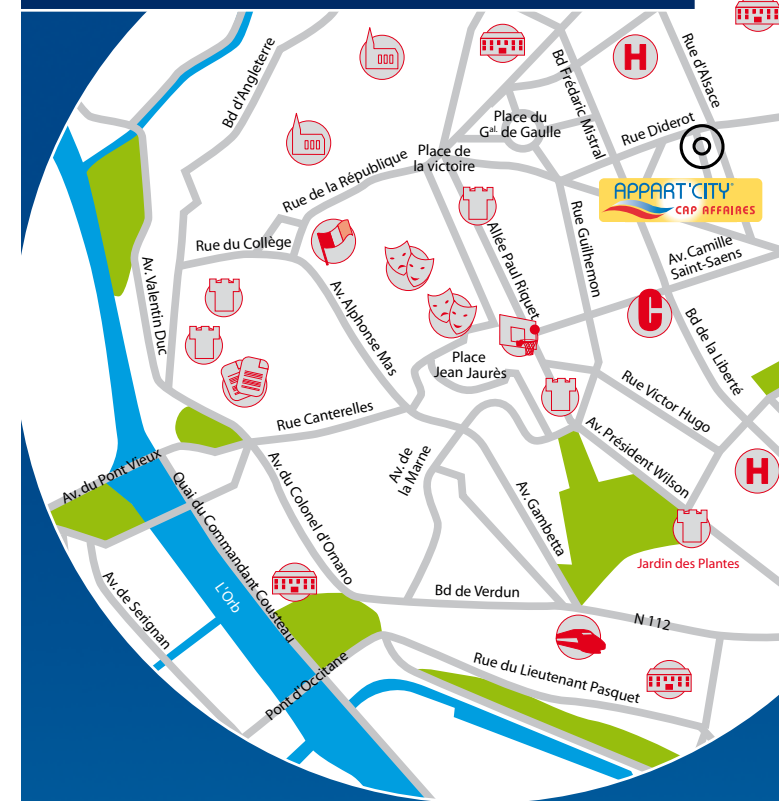 Bd d'Angleterre
Bd Frédaric Mistral
H
Rue d'Alsace
Place du
Gal. de Gaulle
Rue Diderot
Place de
la victoire
Rue de la République
APPART'CITY
CAP AFFAIRES
Rue du Collège
Allée Paul Riquet
Rue Guilhemon
Av. Camille
Saint-Saens
Av. Valentin Duc
Av. Alphonse Mas
C
Bd de la Liberté
Place
Jean Jaurès
Rue Victor Hugo
Rue Canterelles
Av. Président Wilson
Av. du Pont Vieux
Av. du Colonel d'Ornano
Av. de
la Marne
H
Quai du Commandant Cousteau
Av. Gambetta
Jardin des Plantes
Av. de Serignan
L'Orb
Bd de Verdun
N 112
Pont d'Occitane
Rue du Lieutenant Pasquet